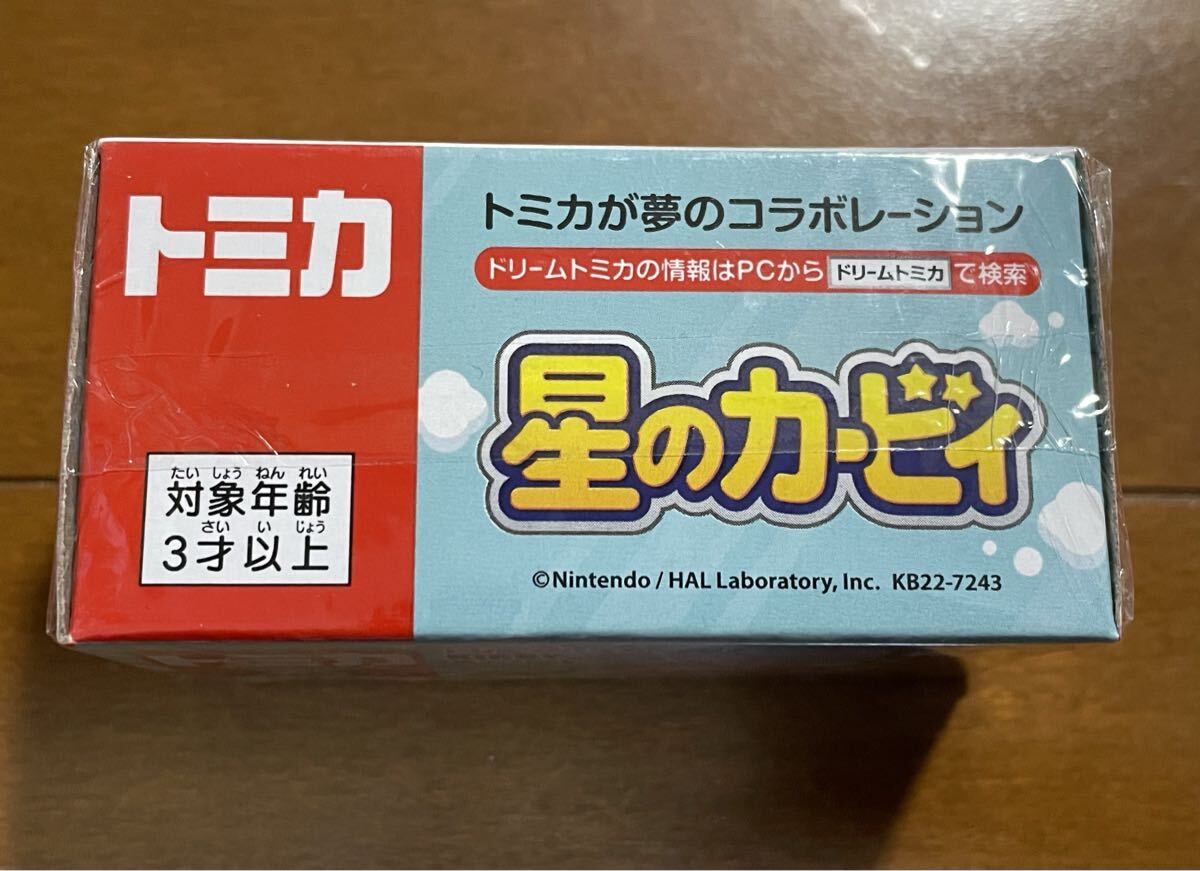 トミカ
トミカが夢のコラボレーション
ドリームトミカの情報はPCから ドリームトミカ で検索
星のカービィ
たい しょう ねん れい
対象年齢
さい い じょう
3才以上
©Nintendo / HAL Laboratory, Inc. KB22-7243
トミカ